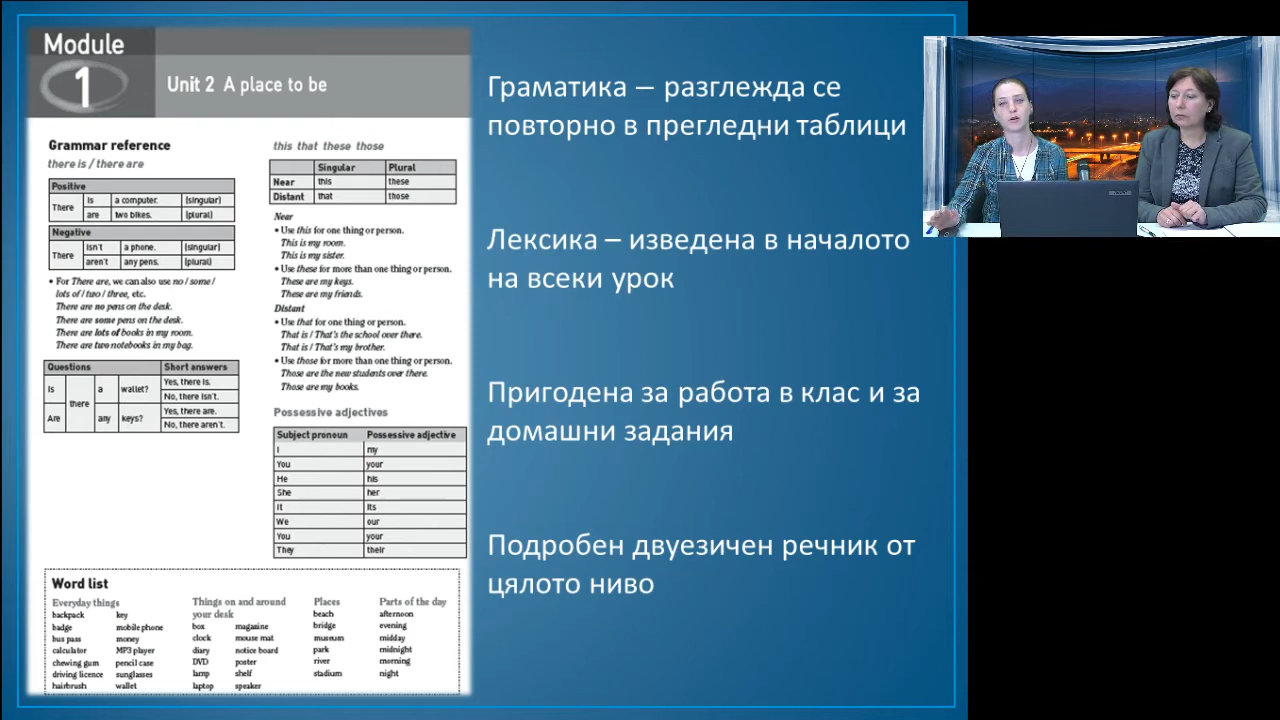 Module
1
Unit 2 A place to be
Grammar reference
there is / there are
Positive
There is a computer. (singular)
are two bikes. (plural)
Negative
There isn't a phone. (singular)
aren't any pens. (plural)
• For There are, we can also use no / some /
lots of / two / three, etc.
There are no pens on the desk.
There are some pens on the desk.
There are lots of books in my room.
There are two notebooks in my bag.
Questions Short answers
Is there a wallet? Yes, there is.
No, there isn't.
Are any keys? Yes, there are.
No, there aren't.
this that these those
Singular Plural
Near this these
Distant that those
Near
• Use this for one thing or person.
This is my room.
This is my sister.
• Use these for more than one thing or person.
These are my keys.
These are my friends.
Distant
• Use that for one thing or person.
That is / That's the school over there.
That is / That's my brother.
• Use those for more than one thing or person.
Those are the new students over there.
Those are my books.
Possessive adjectives
Subject pronoun Possessive adjective
I my
You your
He his
She her
It its
We our
You your
They their
Word list
Everyday things
backpack key
badge mobile phone
bus pass money
calculator MP3 player
chewing gum pencil case
driving licence sunglasses
hairbrush wallet
Things on and around
your desk
box magazine
clock mouse mat
diary notice board
DVD poster
lamp shelf
laptop speaker
Places
beach
bridge
museum
park
river
stadium
Parts of the day
afternoon
evening
midday
midnight
morning
night
Граматика – разглежда се
повторно в прегледни таблици
Лексика – изведена в началото
на всеки урок
Пригодена за работа в клас и за
домашни задания
Подробен двуезичен речник от
цялото ниво